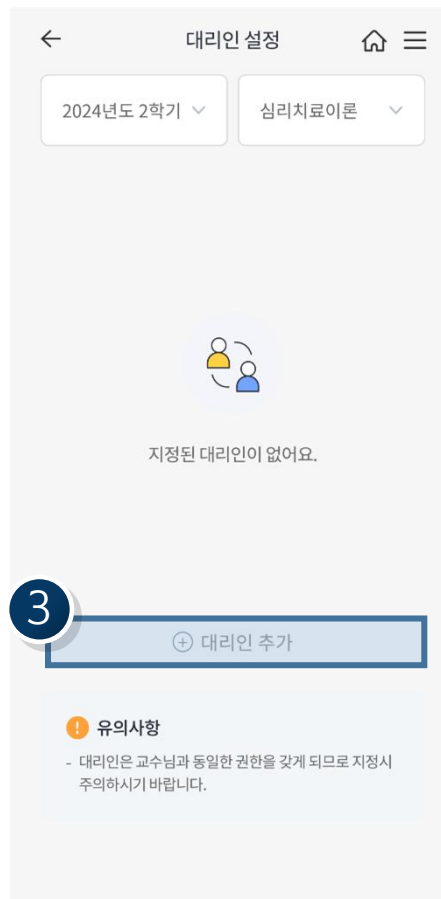 대리인 설정
2024년도 2학기
심리치료이론
지정된 대리인이 없어요.
3
대리인 추가
유의사항
- 대리인은 교수님과 동일한 권한을 갖게 되므로 지정시
주의하시기 바랍니다.